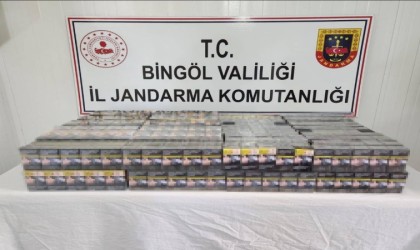 T.C.
BİNGÖL VALİLİĞİ
İL JANDARMA KOMUTANLIĞI